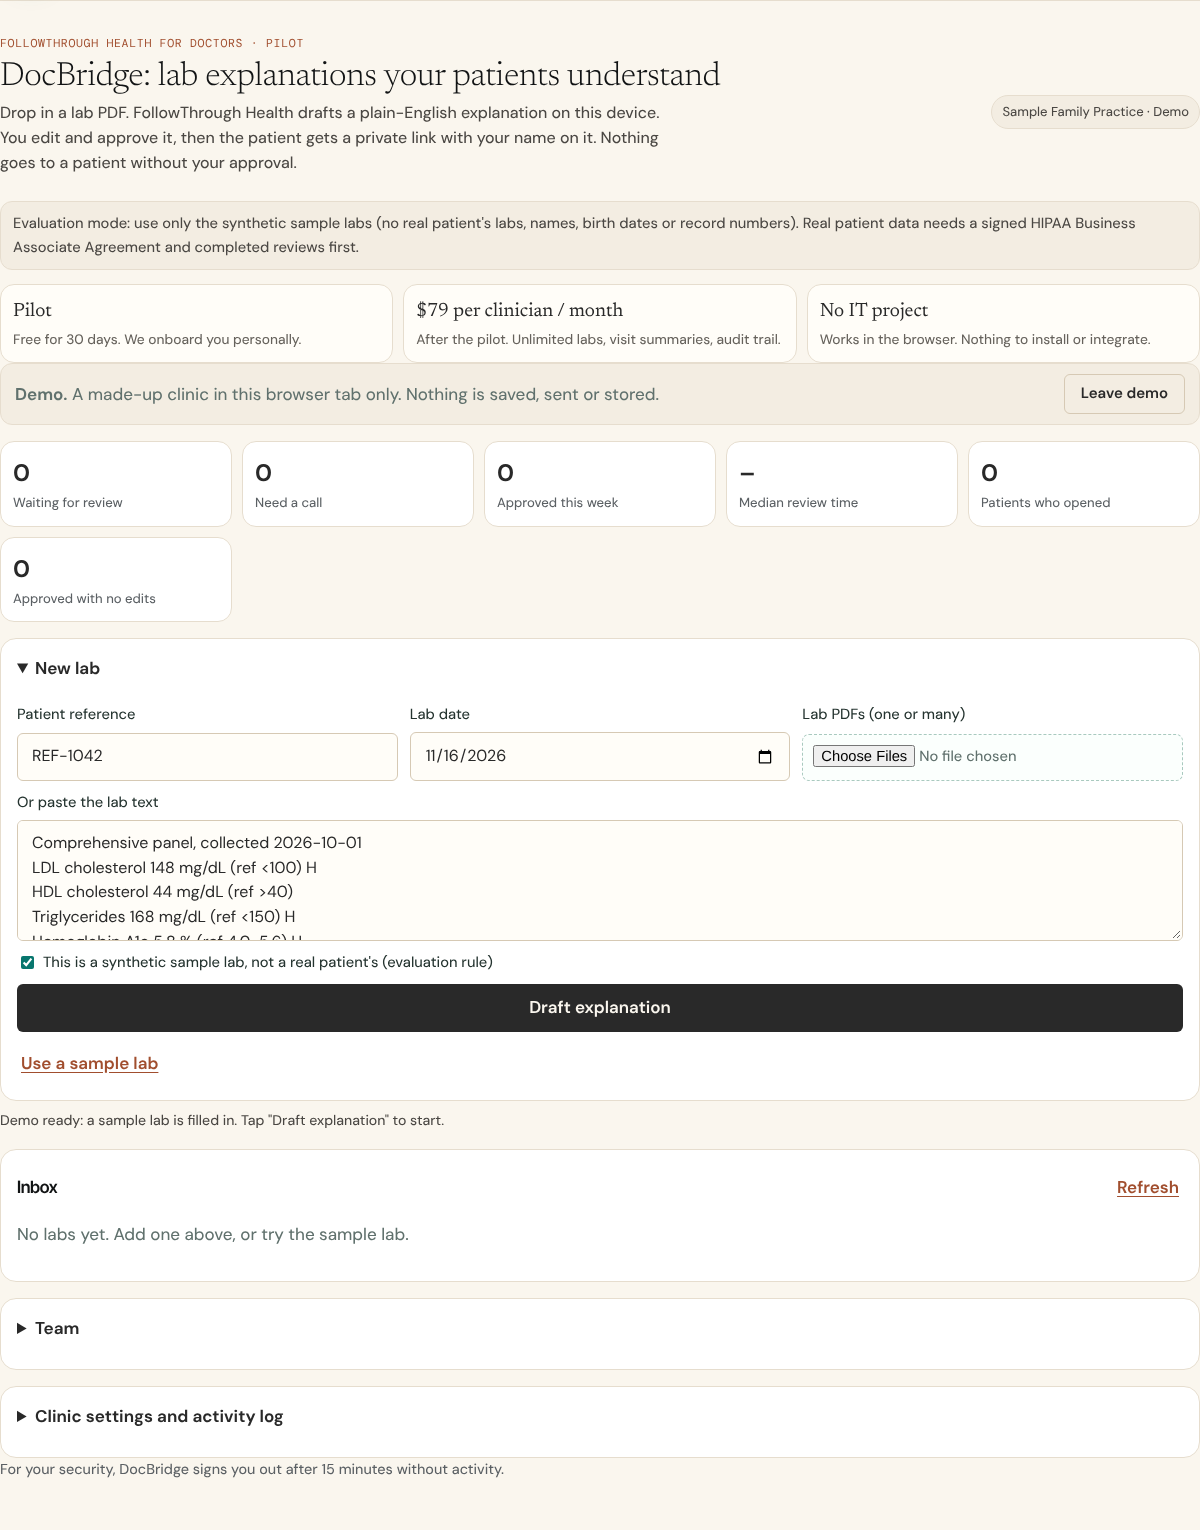 FOLLOWTHROUGH HEALTH FOR DOCTORS · PILOT
DocBridge: lab explanations your patients understand
Drop in a lab PDF. FollowThrough Health drafts a plain-English explanation on this device.
You edit and approve it, then the patient gets a private link with your name on it. Nothing
goes to a patient without your approval.
Sample Family Practice · Demo
Evaluation mode: use only the synthetic sample labs (no real patient's labs, names, birth dates or record numbers). Real patient data needs a signed HIPAA Business
Associate Agreement and completed reviews first.
Pilot
Free for 30 days. We onboard you personally.
$79 per clinician / month
After the pilot. Unlimited labs, visit summaries, audit trail.
No IT project
Works in the browser. Nothing to install or integrate.
Demo. A made-up clinic in this browser tab only. Nothing is saved, sent or stored.
Leave demo
0
Waiting for review
0
Need a call
0
Approved this week
–
Median review time
0
Patients who opened
0
Approved with no edits
New lab
Patient reference
REF-1042
Lab date
11/16/2026
Lab PDFs (one or many)
Choose Files No file chosen
Or paste the lab text
Comprehensive panel, collected 2026-10-01
LDL cholesterol 148 mg/dL (ref <100) H
HDL cholesterol 44 mg/dL (ref >40)
Triglycerides 168 mg/dL (ref <150) H
Hemoglobin A1c 5.8 % (ref 4.0-5.6) H
This is a synthetic sample lab, not a real patient's (evaluation rule)
Draft explanation
Use a sample lab
Demo ready: a sample lab is filled in. Tap "Draft explanation" to start.
Inbox
Refresh
No labs yet. Add one above, or try the sample lab.
Team
Clinic settings and activity log
For your security, DocBridge signs you out after 15 minutes without activity.